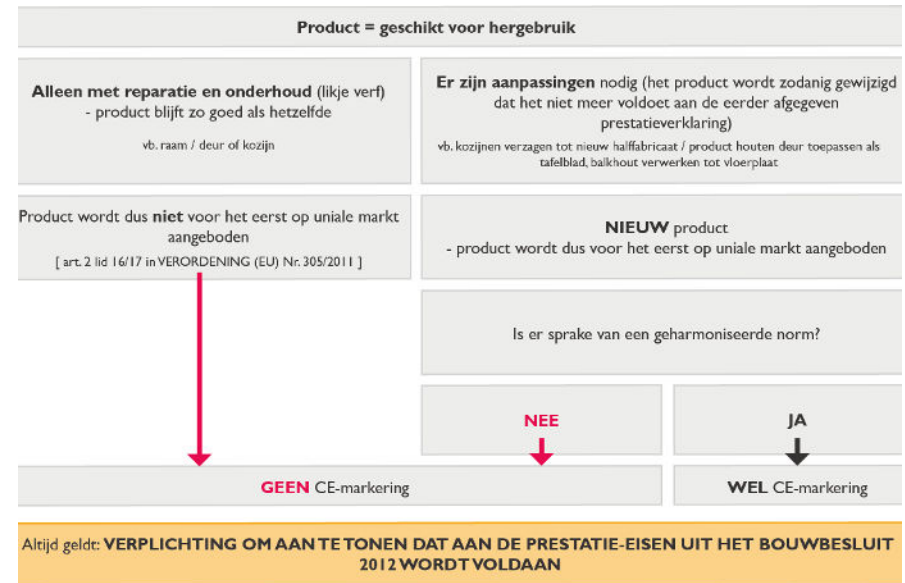 Product = geschikt voor hergebruik
Alleen met reparatie en onderhoud (likje verf)
- product blijft zo goed als hetzelfde
vb. raam / deur of kozijn
Er zijn aanpassingen nodig (het product wordt zodanig gewijzigd
dat het niet meer voldoet aan de eerder afgegeven
prestatieverklaring)
vb. kozijnen verzagen tot nieuw halffabricaat / product houten deur toepassen als
tafelblad, balkhout verwerken tot vloerplaat
Product wordt dus niet voor het eerst op uniale markt
aangeboden
[ art. 2 lid 16/17 in VERORDENING (EU) Nr. 305/2011 ]
NIEUW product
- product wordt dus voor het eerst op uniale markt aangeboden
Is er sprake van een geharmoniseerde norm?
NEE
JA
GEEN CE-markering
WEL CE-markering
Altijd geldt: VERPLICHTING OM AAN TE TONEN DAT AAN DE PRESTATIE-EISEN UIT HET BOUWBESLUIT
2012 WORDT VOLDAAN